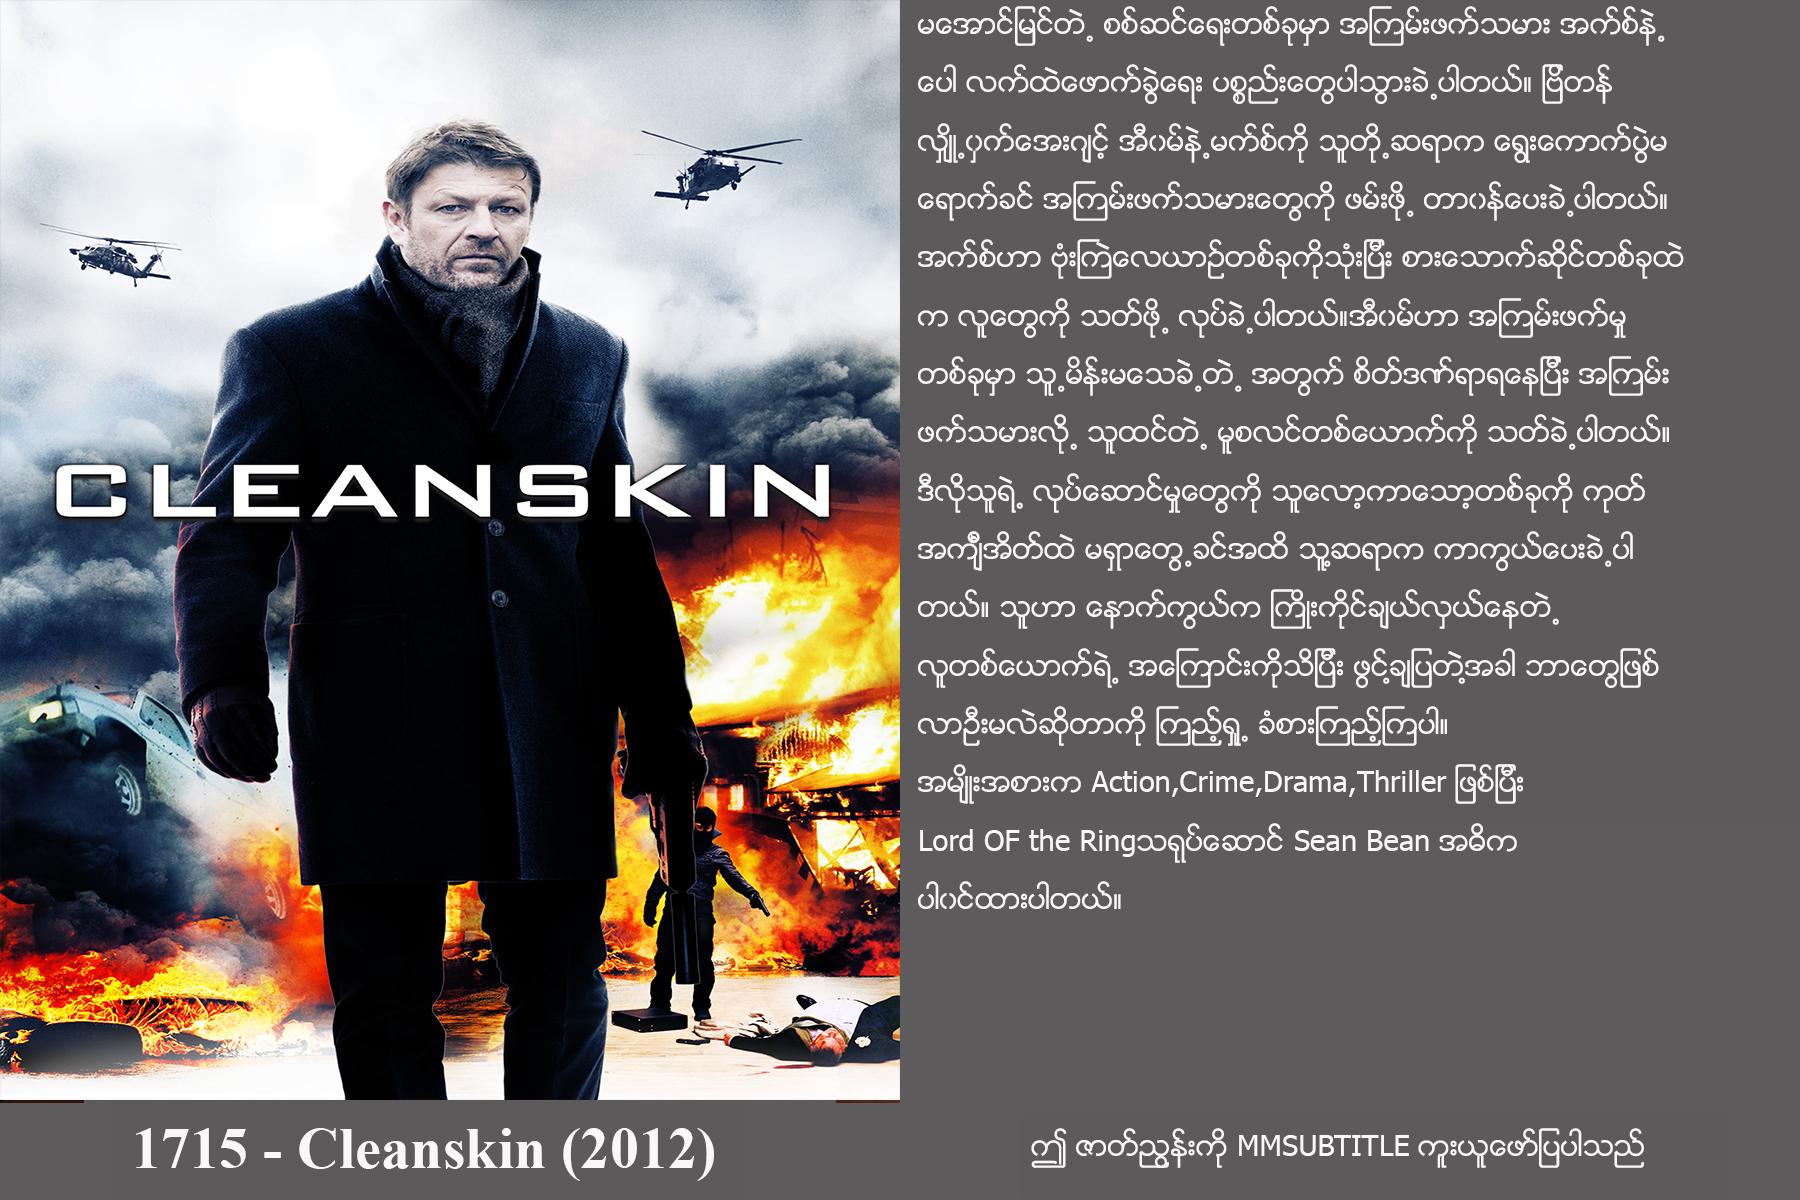 CLEANSKIN
1715 - Cleanskin (2012)
မအောင်မြင်တဲ့ စစ်ဆင်ရေးတစ်ခုမှာ အကြမ်းဖက်သမား အက်စ်နဲ့
ပေါ လက်ထဲဖောက်ခွဲရေး ပစ္စည်းတွေပါသွားခဲ့ပါတယ်။ ဗြိတန်
လျှို့ဝှက်အေးဂျင့် အီဝမ်နဲ့မက်စ်ကို သူတို့ဆရာက ရွေးကောက်ပွဲမ
ရောက်ခင် အကြမ်းဖက်သမားတွေကို ဖမ်းဖို့ တာဝန်ပေးခဲ့ပါတယ်။
အက်စ်ဟာ ဗုံးကြဲလေယာဉ်တစ်ခုကိုသုံးပြီး စားသောက်ဆိုင်တစ်ခုထဲ
က လူတွေကို သတ်ဖို့ လုပ်ခဲ့ပါတယ်။အီဝမ်ဟာ အကြမ်းဖက်မှု
တစ်ခုမှာ သူ့မိန်းမသေခဲ့တဲ့ အတွက် စိတ်ဒဏ်ရာရနေပြီး အကြမ်း
ဖက်သမားလို့ သူထင်တဲ့ မူစလင်တစ်ယောက်ကို သတ်ခဲ့ပါတယ်။
ဒီလိုသူရဲ့ လုပ်ဆောင်မှုတွေကို သူလော့ကာသော့တစ်ခုကို ကုတ်
အကျီအိတ်ထဲ မရှာတွေ့ခင်အထိ သူ့ဆရာက ကာကွယ်ပေးခဲ့ပါ
တယ်။ သူဟာ နောက်ကွယ်က ကြိုးကိုင်ချယ်လှယ်နေတဲ့
လူတစ်ယောက်ရဲ့ အကြောင်းကိုသိပြီး ဖွင့်ချပြတဲ့အခါ ဘာတွေဖြစ်
လာဦးမလဲဆိုတာကို ကြည့်ရှု့ ခံစားကြည့်ကြပါ။
အမျိုးအစားက Action,Crime,Drama,Thriller ဖြစ်ပြီး
Lord OF the Ringသရုပ်ဆောင် Sean Bean အဓိက
ပါဝင်ထားပါတယ်။
ဤ ဇာတ်ညွှန်းကို MMSUBTITLE ကူးယူဖော်ပြပါသည်